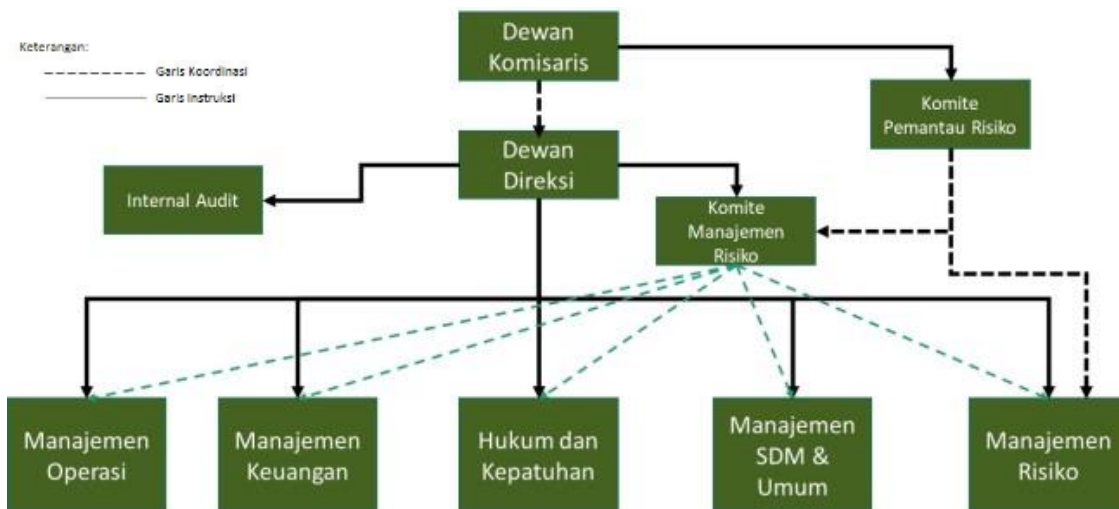 Keterangan:
Garis Koordinasi
Garis Instruksi
Dewan
Komisaris
Komite
Pemantau Risiko
Dewan
Direksi
Internal Audit
Komite
Manajemen
Risiko
Manajemen
Operasi
Manajemen
Keuangan
Hukum dan
Kepatuhan
Manajemen
SDM &
Umum
Manajemen
Risiko